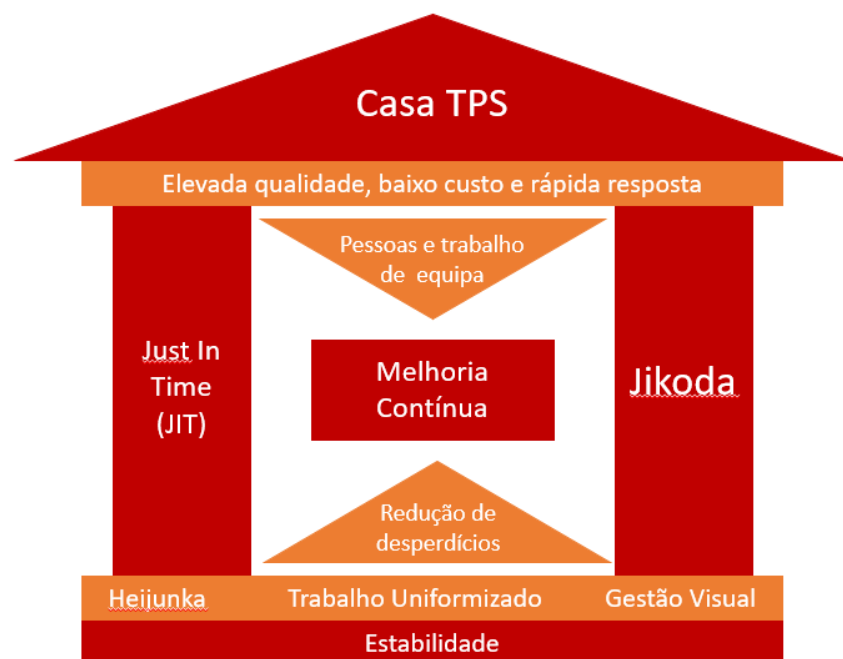 Casa TPS
Elevada qualidade, baixo custo e rápida resposta
Pessoas e trabalho
de equipa
Just In
Time
(JIT)
Melhoria
Contínua
Jikoda
Redução de
desperdícios
Heijunka
Trabalho Uniformizado
Gestão Visual
Estabilidade